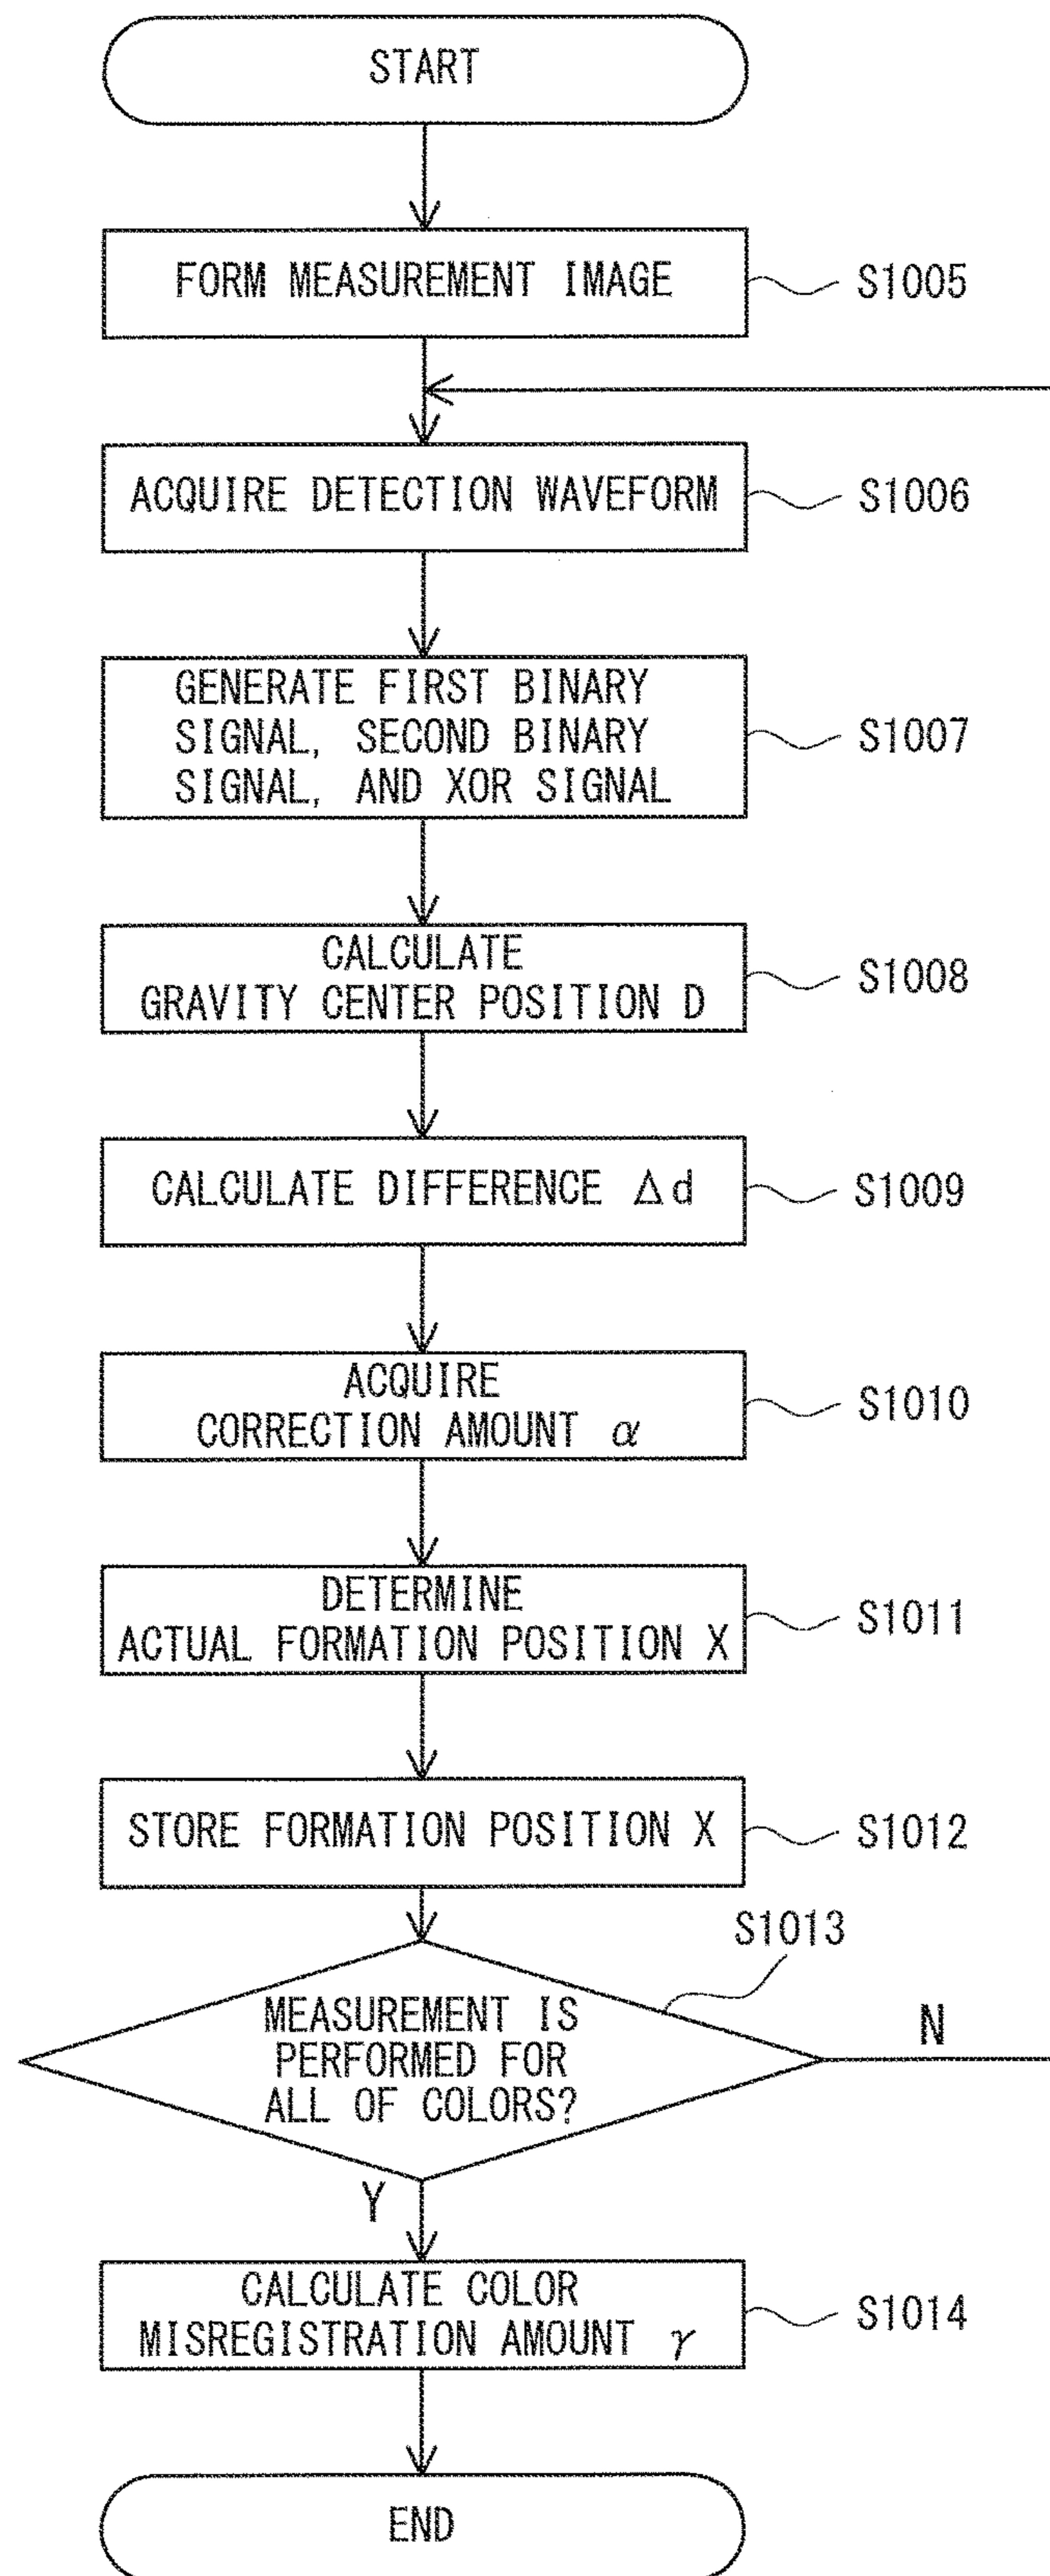 START
FORM MEASUREMENT IMAGE
S1005
ACQUIRE DETECTION WAVEFORM
S1006
GENERATE FIRST BINARY
SIGNAL, SECOND BINARY
SIGNAL, AND XOR SIGNAL
S1007
CALCULATE
GRAVITY CENTER POSITION D
S1008
CALCULATE DIFFERENCE Δd
S1009
ACQUIRE
CORRECTION AMOUNT α
S1010
DETERMINE
ACTUAL FORMATION POSITION X
S1011
STORE FORMATION POSITION X
S1012
S1013
MEASUREMENT IS
PERFORMED FOR
ALL OF COLORS?
N
Y
CALCULATE COLOR
MISREGISTRATION AMOUNT γ
S1014
END